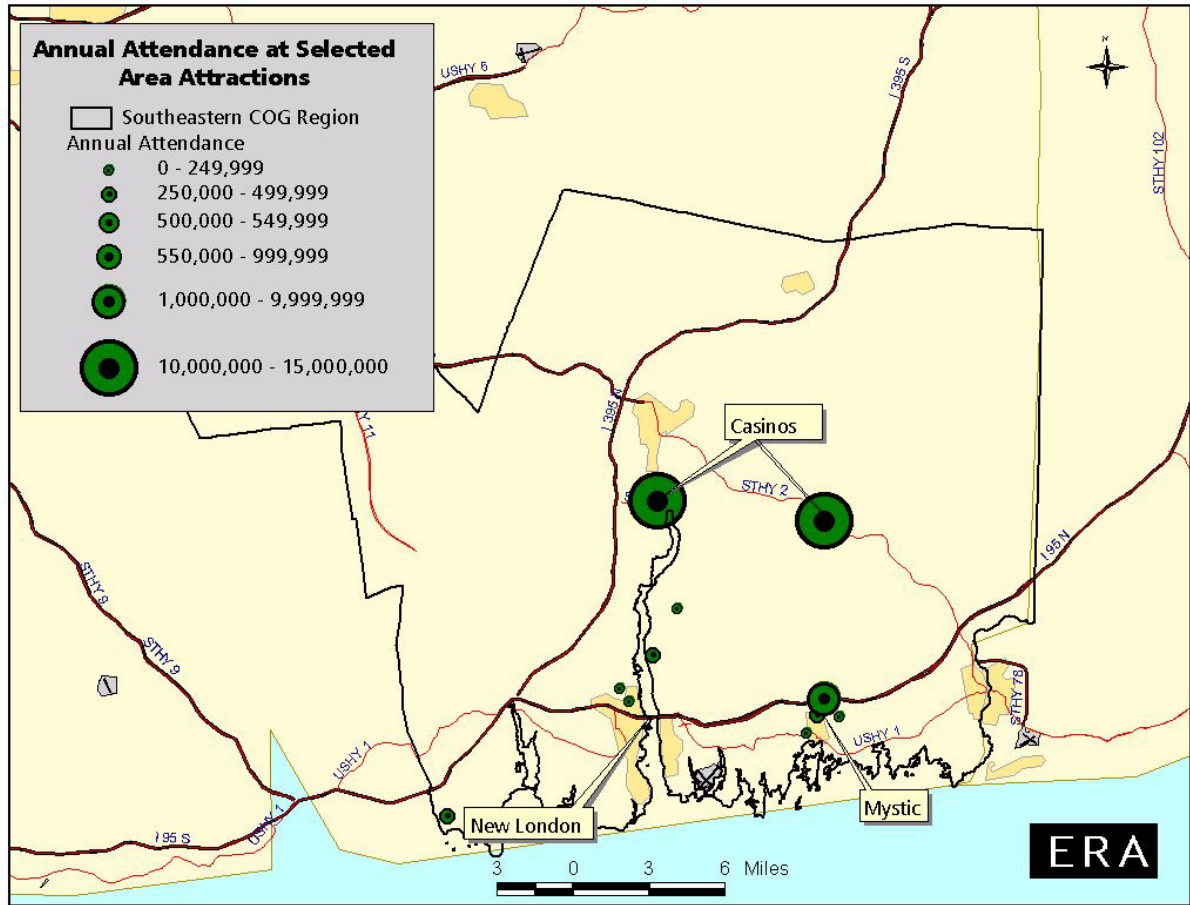 Annual Attendance at Selected
Area Attractions
Southeastern COG Region
Annual Attendance
0 - 249,999
250,000 - 499,999
500,000 - 549,999
550,000 - 999,999
1,000,000 - 9,999,999
10,000,000 - 15,000,000
USHY 6
I 395 S
N
STHY 102
I 395 N
Casinos
STHY 2
I 95 N
STHY 9
STHY 9
STHY 78
USHY 1
USHY 1
USHY 1
I 95 S
New London
Mystic
3 0 3 6 Miles
ERA